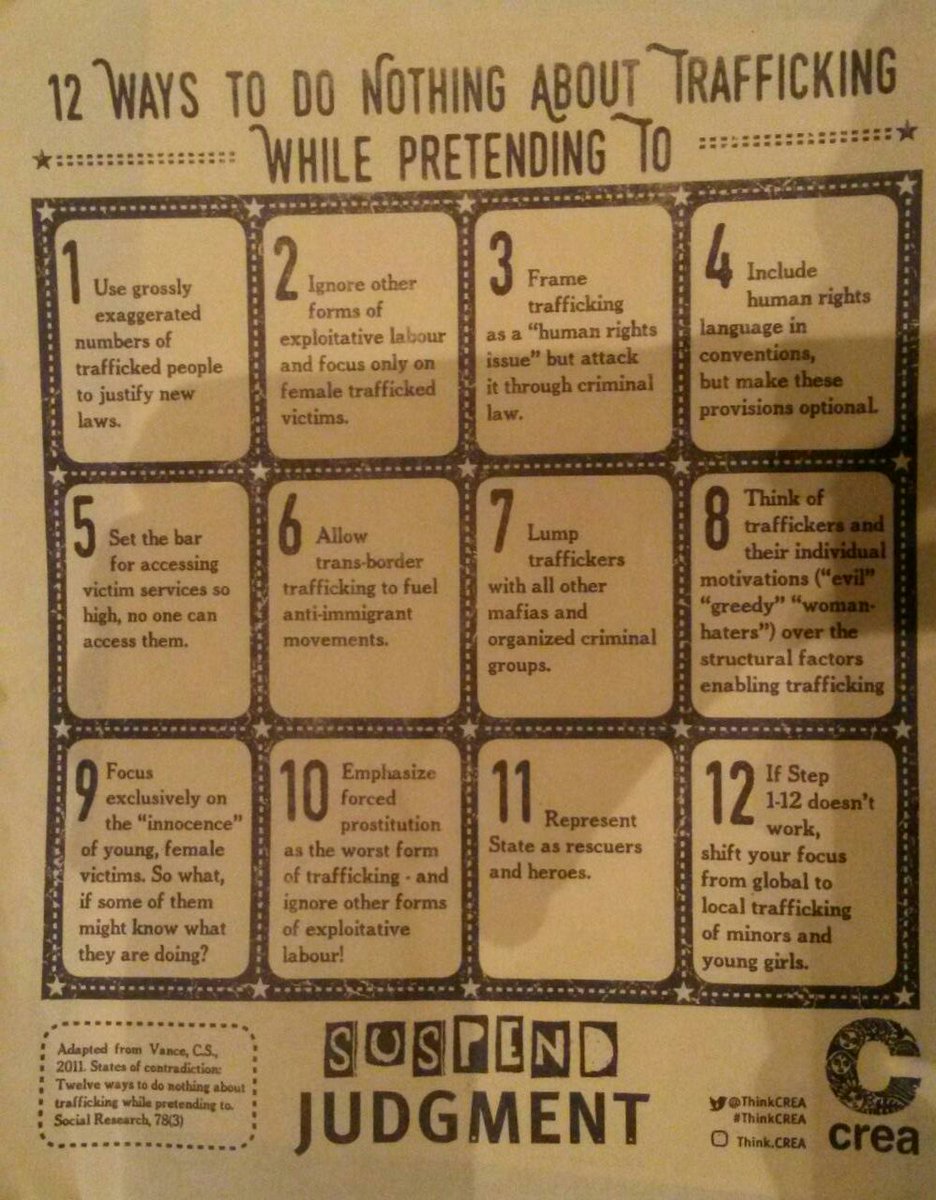 12 WAYS TO DO NOTHING ABOUT TRAFFICKING
WHILE PRETENDING TO
1 Use grossly
exaggerated
numbers of
trafficked people
to justify new
laws.
2 Ignore other
forms of
exploitative labour
and focus only on
female trafficked
victims.
3 Frame
trafficking
as a “human rights
issue” but attack
it through criminal
law.
4 Include
human rights
language in
conventions,
but make these
provisions optional.
5 Set the bar
for accessing
victim services so
high, no one can
access them.
6 Allow
trans-border
trafficking to fuel
anti-immigrant
movements.
7 Lump
traffickers
with all other
mafias and
organized criminal
groups.
8 Think of
traffickers and
their individual
motivations (“evil”
“greedy” “woman-
haters”) over the
structural factors
enabling trafficking
9 Focus
exclusively on
the “innocence”
of young, female
victims. So what,
if some of them
might know what
they are doing?
10 Emphasize
forced
prostitution
as the worst form
of trafficking - and
ignore other forms
of exploitative
labour!
11 Represent
State as rescuers
and heroes.
12 If Step
1-12 doesn’t
work,
shift your focus
from global to
local trafficking
of minors and
young girls.
Adapted from Vance, C.S.,
2011. States of contradiction:
Twelve ways to do nothing about
trafficking while pretending to.
Social Research, 78(3)
SUSPEND
JUDGMENT
@ThinkCREA
#ThinkCREA
Think.CREA
crea